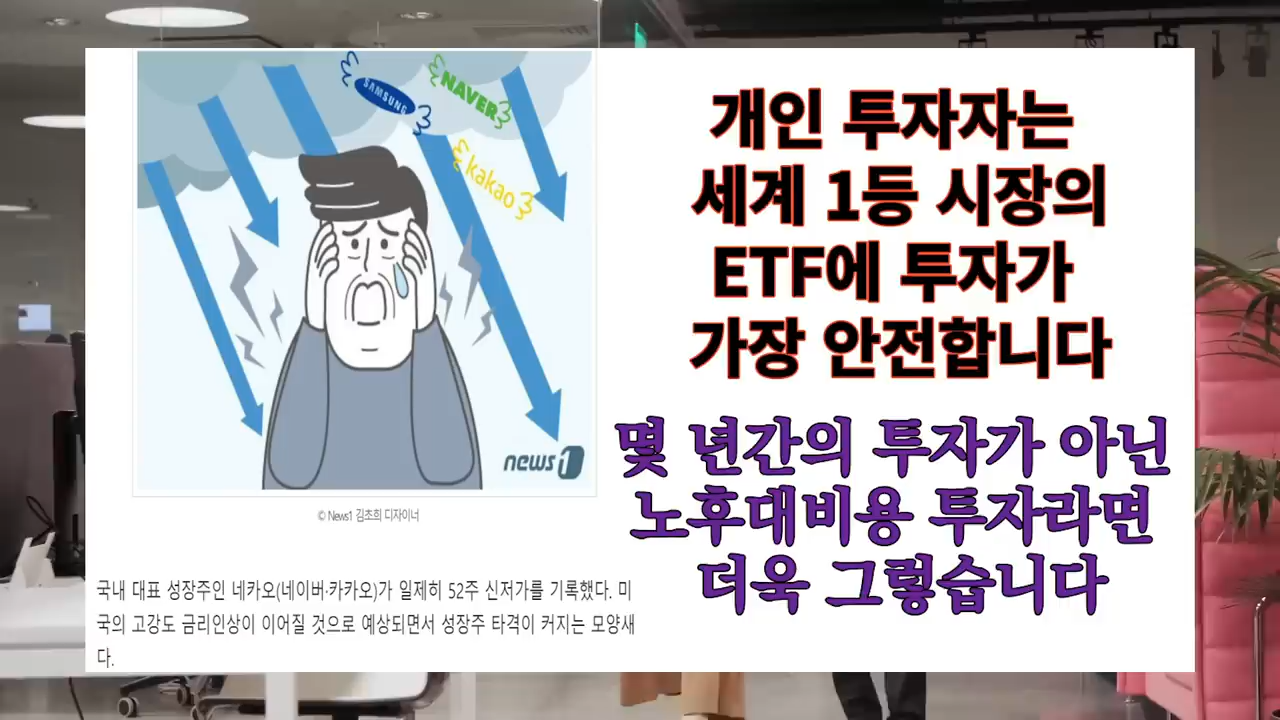 SAMSUNG
NAVER
kakao
news1
© News1 김초희 디자이너
국내 대표 성장주인 네카오(네이버·카카오)가 일제히 52주 신저가를 기록했다. 미
국의 고강도 금리인상이 이어질 것으로 예상되면서 성장주 타격이 커지는 모양새
다.
개인 투자자는
세계 1등 시장의
ETF에 투자가
가장 안전합니다
몇 년간의 투자가 아닌
노후대비용 투자라면
더욱 그렇습니다